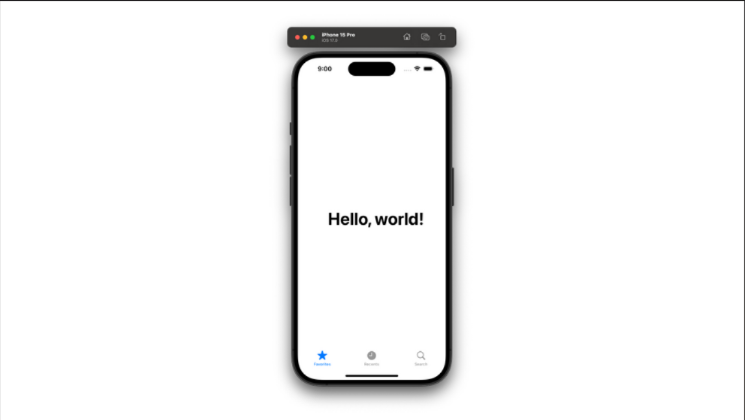 iPhone 15 Pro
9:00
Hello, world!
Favorites
Search